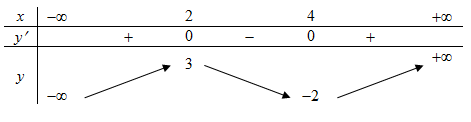 x −∞ 2 4 +∞
y′ + 0 − 0 +
+∞
3
y
−2
−∞